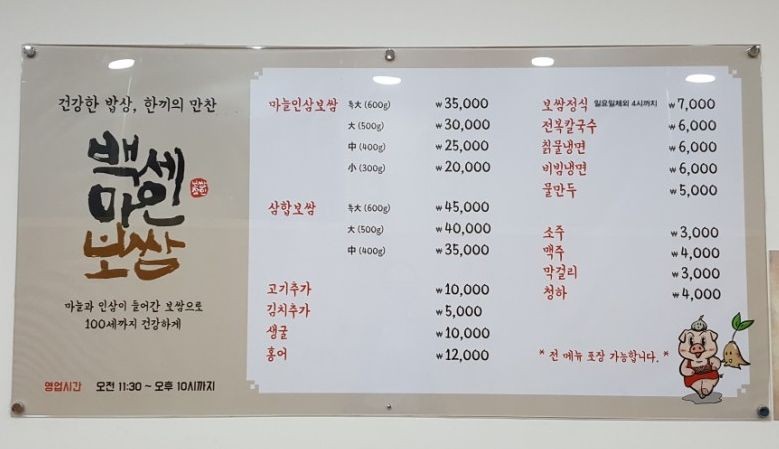 건강한 밥상, 한끼의 만찬
백세
마인
보쌈
마늘과 인삼이 들어간 보쌈으로
100세까지 건강하게
영업시간 오전 11:30 ~ 오후 10시까지
마늘인삼보쌈 특大 (600g) ₩35,000
大 (500g) ₩30,000
中 (400g) ₩25,000
小 (300g) ₩20,000
삼합보쌈 특大 (600g) ₩45,000
大 (500g) ₩40,000
中 (400g) ₩35,000
고기추가 ₩10,000
김치추가 ₩5,000
생굴 ₩10,000
홍어 ₩12,000
보쌈정식 일요일제외 4시까지 ₩7,000
전복칼국수 ₩6,000
칡물냉면 ₩6,000
비빔냉면 ₩6,000
물만두 ₩5,000
소주 ₩3,000
맥주 ₩4,000
막걸리 ₩3,000
청하 ₩4,000
* 전 메뉴 포장 가능합니다. *